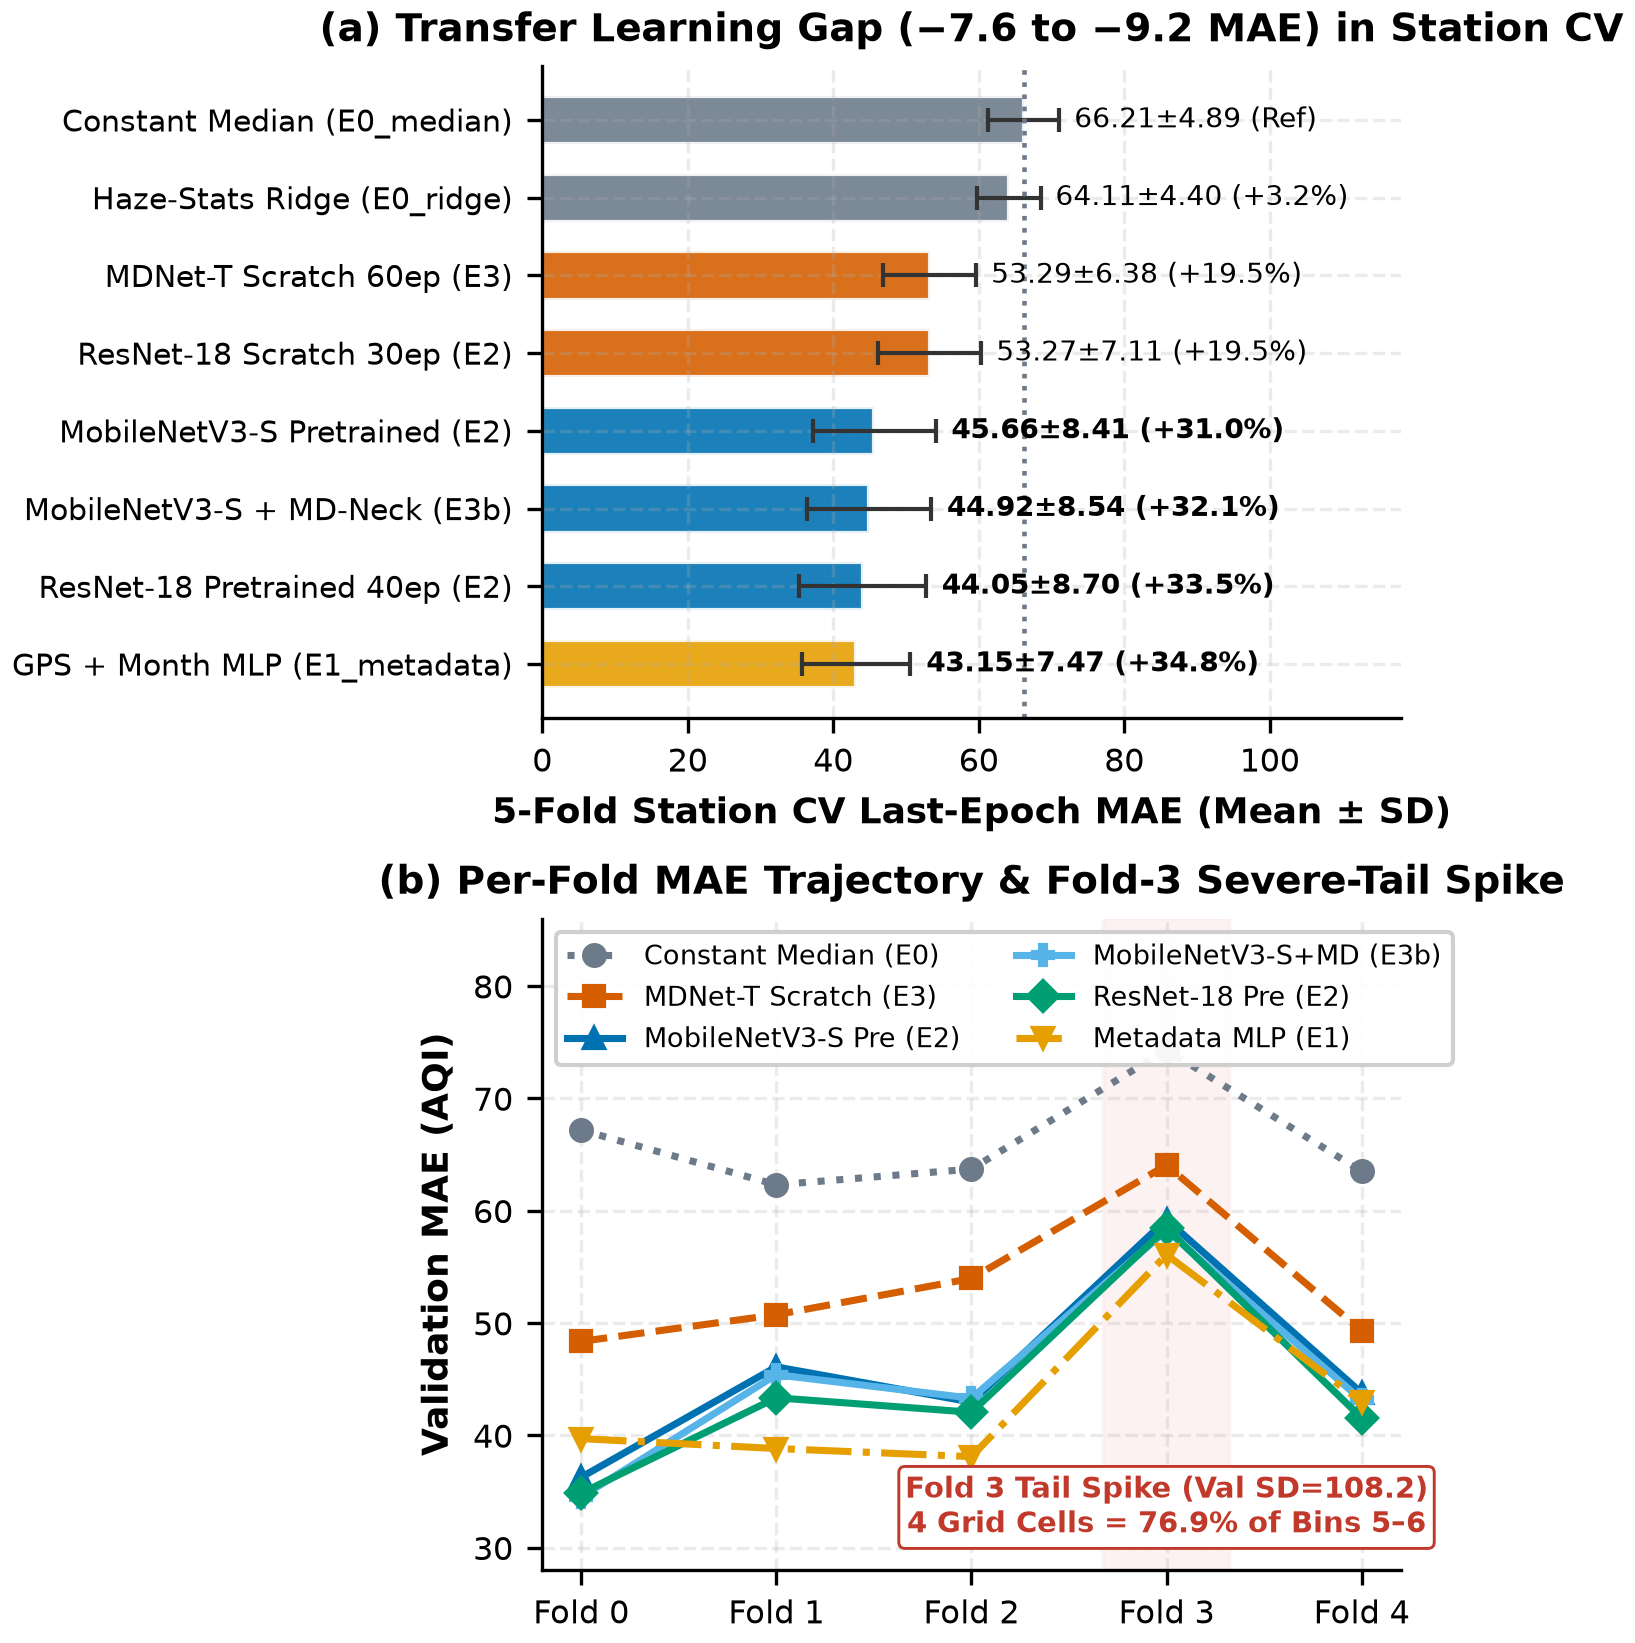 (a) Transfer Learning Gap (−7.6 to −9.2 MAE) in Station CV
Constant Median (E0_median)
66.21±4.89 (Ref)
Haze-Stats Ridge (E0_ridge)
64.11±4.40 (+3.2%)
MDNet-T Scratch 60ep (E3)
53.29±6.38 (+19.5%)
ResNet-18 Scratch 30ep (E2)
53.27±7.11 (+19.5%)
MobileNetV3-S Pretrained (E2)
45.66±8.41 (+31.0%)
MobileNetV3-S + MD-Neck (E3b)
44.92±8.54 (+32.1%)
ResNet-18 Pretrained 40ep (E2)
44.05±8.70 (+33.5%)
GPS + Month MLP (E1_metadata)
43.15±7.47 (+34.8%)
0 20 40 60 80 100
5-Fold Station CV Last-Epoch MAE (Mean ± SD)
(b) Per-Fold MAE Trajectory & Fold-3 Severe-Tail Spike
Constant Median (E0)
MDNet-T Scratch (E3)
MobileNetV3-S Pre (E2)
MobileNetV3-S+MD (E3b)
ResNet-18 Pre (E2)
Metadata MLP (E1)
Validation MAE (AQI)
80
70
60
50
40
30
Fold 3 Tail Spike (Val SD=108.2)
4 Grid Cells = 76.9% of Bins 5–6
Fold 0 Fold 1 Fold 2 Fold 3 Fold 4